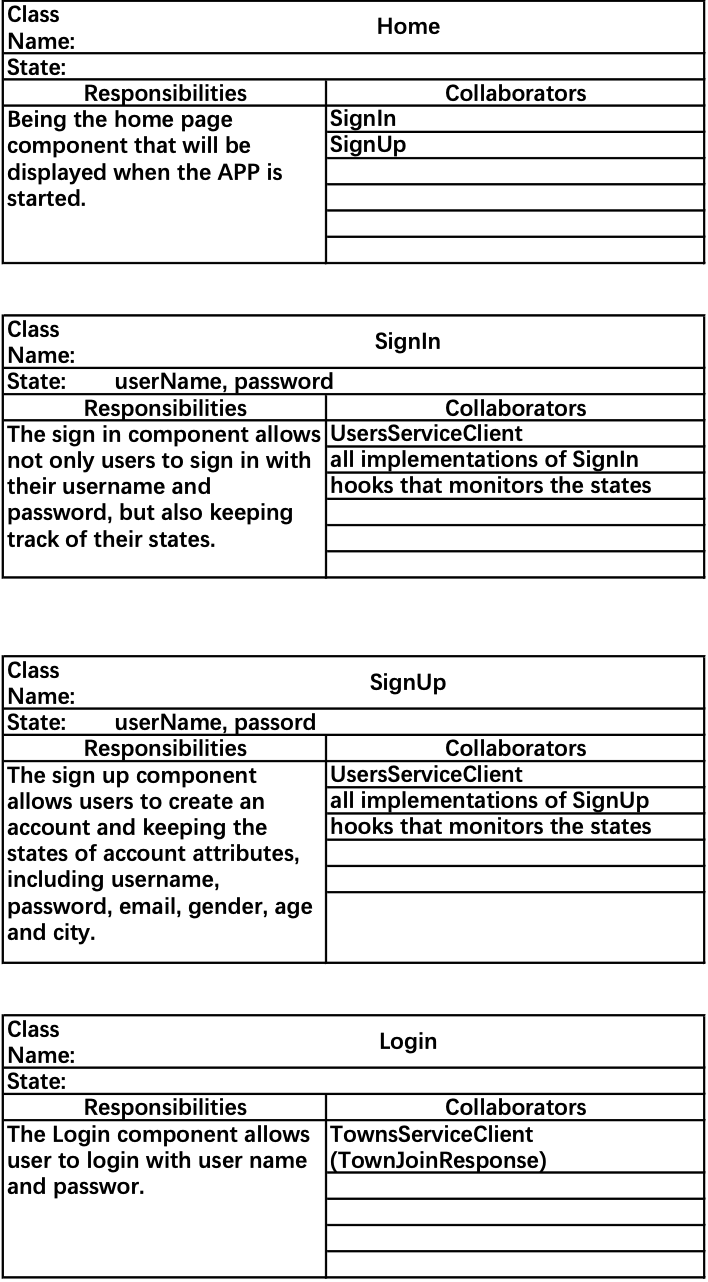 Class
Name:
Home
State:
Responsibilities
Collaborators
Being the home page
component that will be
displayed when the APP is
started.
SignIn
SignUp
Class
Name:
SignIn
State: userName, password
Responsibilities
Collaborators
The sign in component allows
not only users to sign in with
their username and
password, but also keeping
track of their states.
UsersServiceClient
all implementations of SignIn
hooks that monitors the states
Class
Name:
SignUp
State: userName, passord
Responsibilities
Collaborators
The sign up component
allows users to create an
account and keeping the
states of account attributes,
including username,
password, email, gender, age
and city.
UsersServiceClient
all implementations of SignUp
hooks that monitors the states
Class
Name:
Login
State:
Responsibilities
Collaborators
The Login component allows
user to login with user name
and passwor.
TownsServiceClient
(TownJoinResponse)